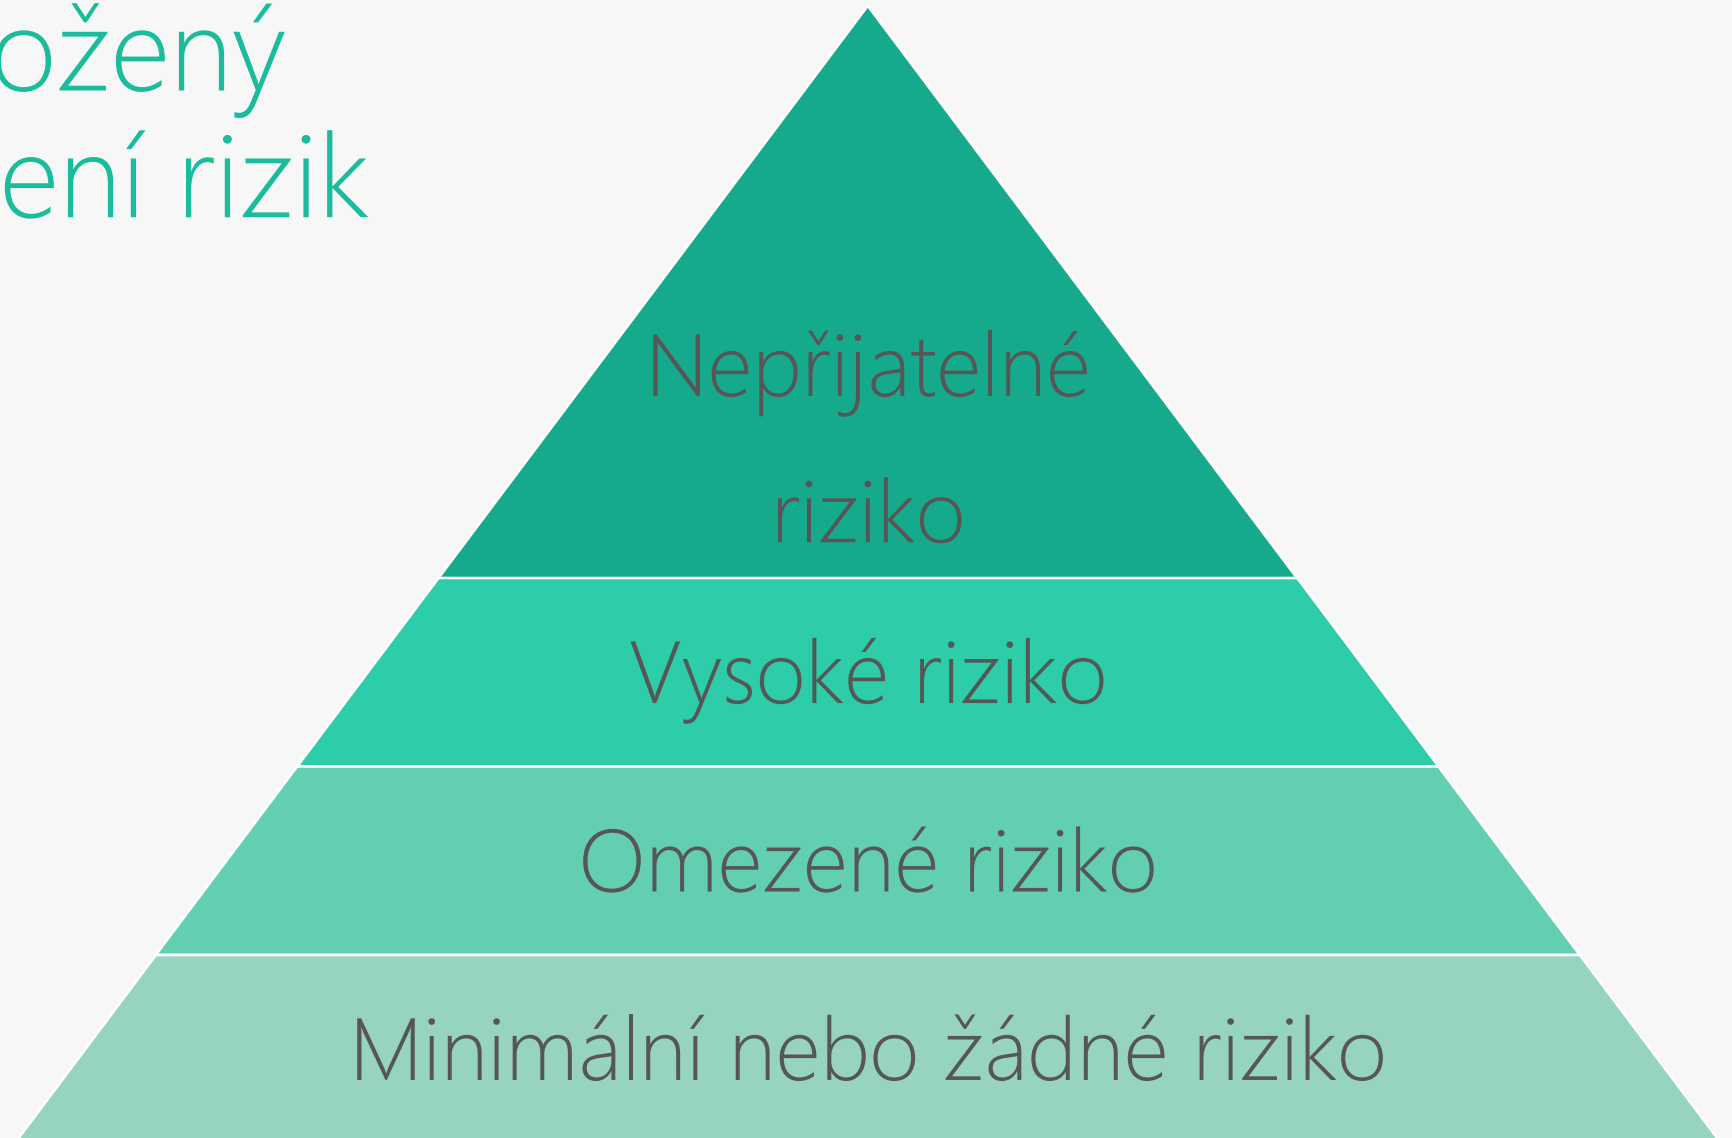 ožený
ení rizik
Nepřijatelné
riziko
Vysoké riziko
Omezené riziko
Minimální nebo žádné riziko